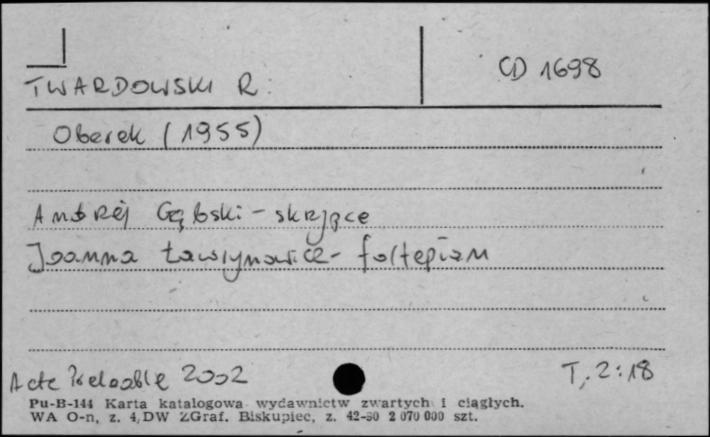 CD 1698
TWARDOWSKI R.
Oberek (1955)
Andrzej Gębski - skrzypce
Joanna Ławrynowicz - fortepian
Acte Préalable 2002
T. 2:18
Pu-B-144 Karta katalogowa wydawnictw zwartych i ciągłych.
WA O-n, z. 4, DW ZGraf. Biskupiec, z. 42-S0 2 070 000 szt.